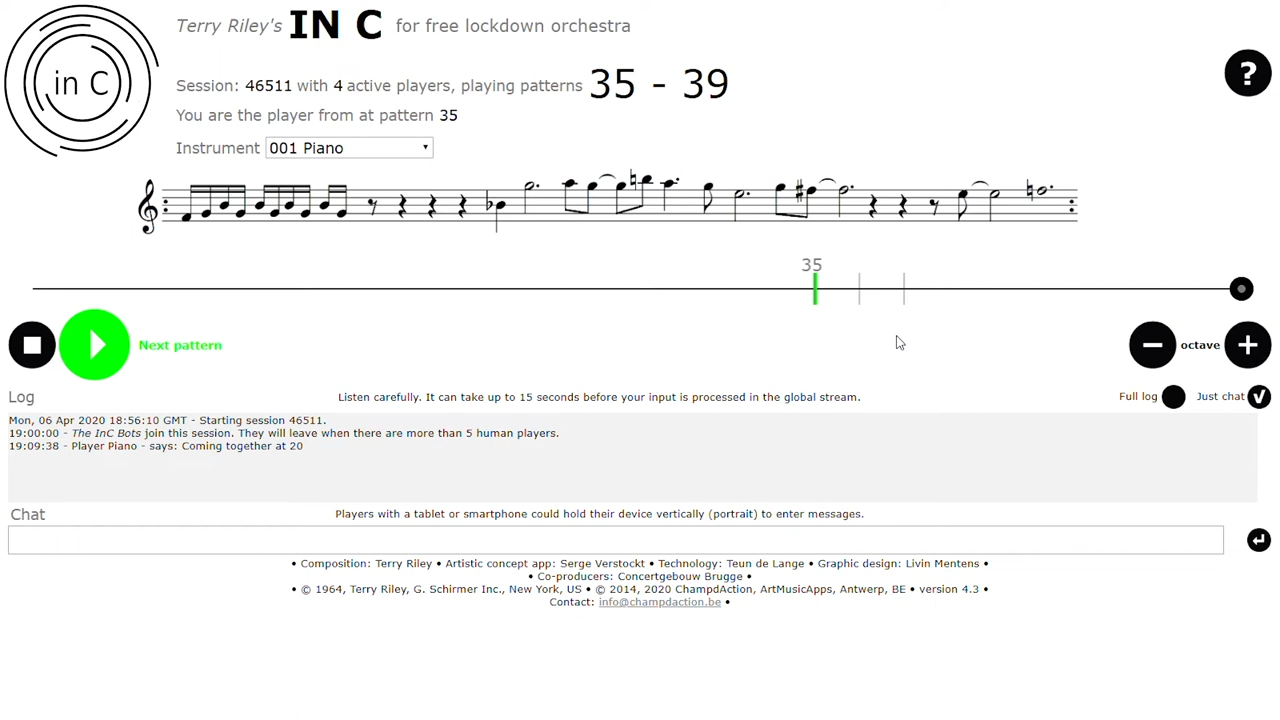 in C
Terry Riley's IN C for free lockdown orchestra
?
Session: 46511 with 4 active players, playing patterns 35 - 39
You are the player from at pattern 35
Instrument 001 Piano
35
Next pattern
octave
Log
Listen carefully. It can take up to 15 seconds before your input is processed in the global stream.
Full log
Just chat
Mon, 06 Apr 2020 18:56:10 GMT - Starting session 46511.
19:00:00 - The InC Bots join this session. They will leave when there are more than 5 human players.
19:09:38 - Player Piano - says: Coming together at 20
Chat
Players with a tablet or smartphone could hold their device vertically (portrait) to enter messages.
• Composition: Terry Riley • Artistic concept app: Serge Verstockt • Technology: Teun de Lange • Graphic design: Livin Mentens •
• Co-producers: Concertgebouw Brugge •
• © 1964, Terry Riley, G. Schirmer Inc., New York, US • © 2014, 2020 ChampdAction, ArtMusicApps, Antwerp, BE • version 4.3 •
Contact: info@champdaction.be •